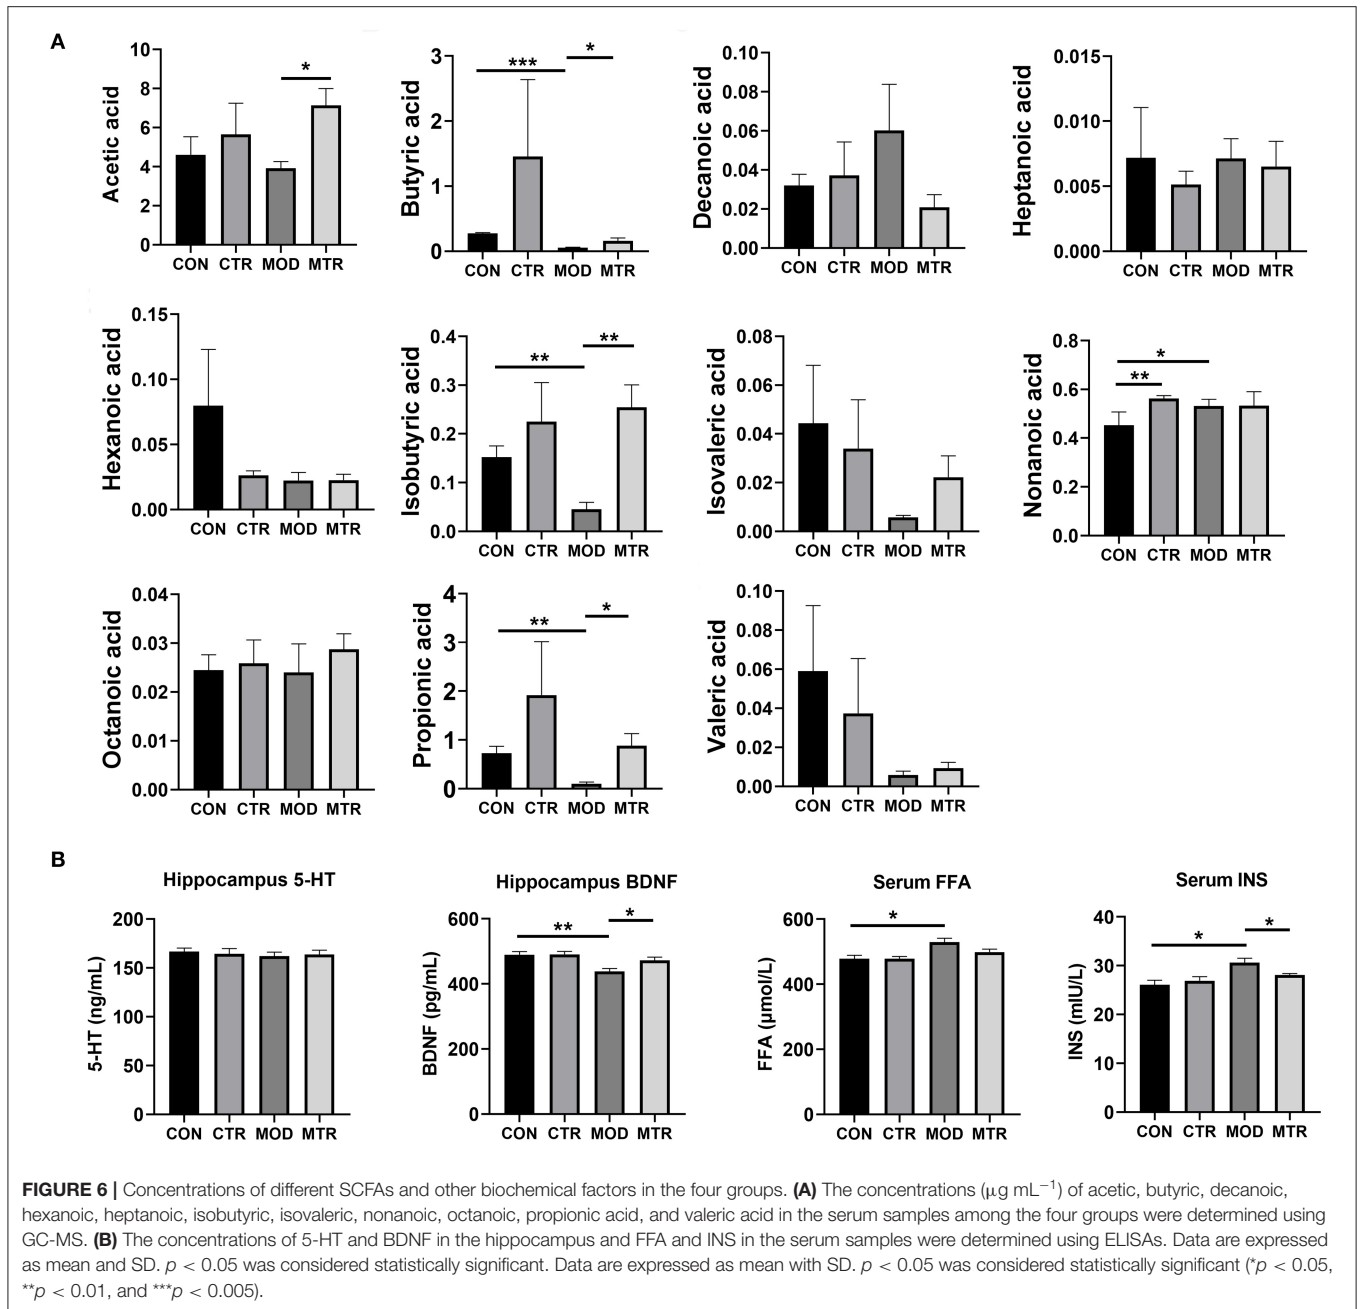 A
Acetic acid
10
8
6
4
2
0
*
CON CTR MOD MTR
Butyric acid
3
2
1
0
***
*
CON CTR MOD MTR
Decanoic acid
0.10
0.08
0.06
0.04
0.02
0.00
CON CTR MOD MTR
Heptanoic acid
0.015
0.010
0.005
0.000
CON CTR MOD MTR
Hexanoic acid
0.15
0.10
0.05
0.00
CON CTR MOD MTR
Isobutyric acid
0.4
0.3
0.2
0.1
0.0
**
**
CON CTR MOD MTR
Isovaleric acid
0.08
0.06
0.04
0.02
0.00
CON CTR MOD MTR
Nonanoic acid
0.8
0.6
0.4
0.2
0.0
*
**
CON CTR MOD MTR
Octanoic acid
0.04
0.03
0.02
0.01
0.00
CON CTR MOD MTR
Propionic acid
4
3
2
1
0
**
*
CON CTR MOD MTR
Valeric acid
0.10
0.08
0.06
0.04
0.02
0.00
CON CTR MOD MTR
B
Hippocampus 5-HT
5-HT (ng/mL)
200
150
100
50
0
CON CTR MOD MTR
Hippocampus BDNF
BDNF (pg/mL)
600
400
200
0
**
*
CON CTR MOD MTR
Serum FFA
FFA (μmol/L)
600
400
200
0
*
CON CTR MOD MTR
Serum INS
INS (mIU/L)
40
30
20
10
0
*
*
CON CTR MOD MTR
FIGURE 6 | Concentrations of different SCFAs and other biochemical factors in the four groups. (A) The concentrations (μg mL−1) of acetic, butyric, decanoic,
hexanoic, heptanoic, isobutyric, isovaleric, nonanoic, octanoic, propionic acid, and valeric acid in the serum samples among the four groups were determined using
GC-MS. (B) The concentrations of 5-HT and BDNF in the hippocampus and FFA and INS in the serum samples were determined using ELISAs. Data are expressed
as mean and SD. p < 0.05 was considered statistically significant. Data are expressed as mean with SD. p < 0.05 was considered statistically significant (*p < 0.05,
**p < 0.01, and ***p < 0.005).